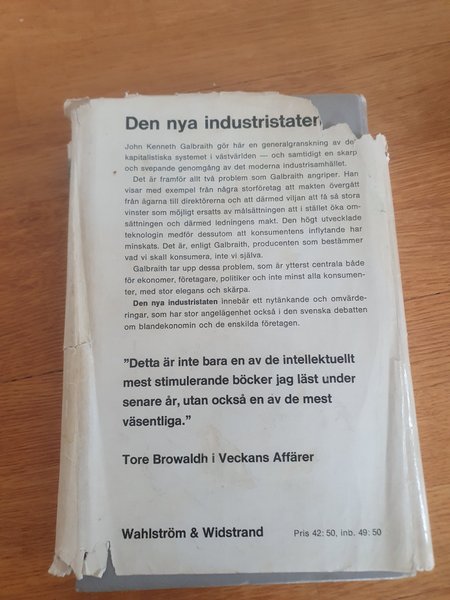 Den nya industristaten
John Kenneth Galbraith gör här en generalgranskning av de
kapitalistiska systemet i västvärlden — och samtidigt en skarp
och svepande genomgång av det moderna industrisamhället.
Det är framför allt två problem som Galbraith angriper. Han
visar med exempel från några storföretag att makten övergått
från ägarna till direktörerna och att därmed viljan att få så stora
vinster som möjligt ersatts av målsättningen att i stället öka om-
sättningen och därmed ledningens makt. Den högt utvecklade
teknologin medför dessutom att konsumentens inflytande har
minskats. Det är, enligt Galbraith, producenten som bestämmer
vad vi skall konsumera, inte vi själva.
Galbraith tar upp dessa problem, som är ytterst centrala både
för ekonomer, företagare, politiker och inte minst alla konsumen-
ter, med stor elegans och skärpa.
Den nya industristaten innebär ett nytänkande och omvärde-
ringar, som har stor angelägenhet också i den svenska debatten
om blandekonomin och de enskilda företagen.
”Detta är inte bara en av de intellektuellt
mest stimulerande böcker jag läst under
senare år, utan också en av de mest
väsentliga.”
Tore Browaldh i Veckans Affärer
Wahlström & Widstrand Pris 42:50, inb. 49:50